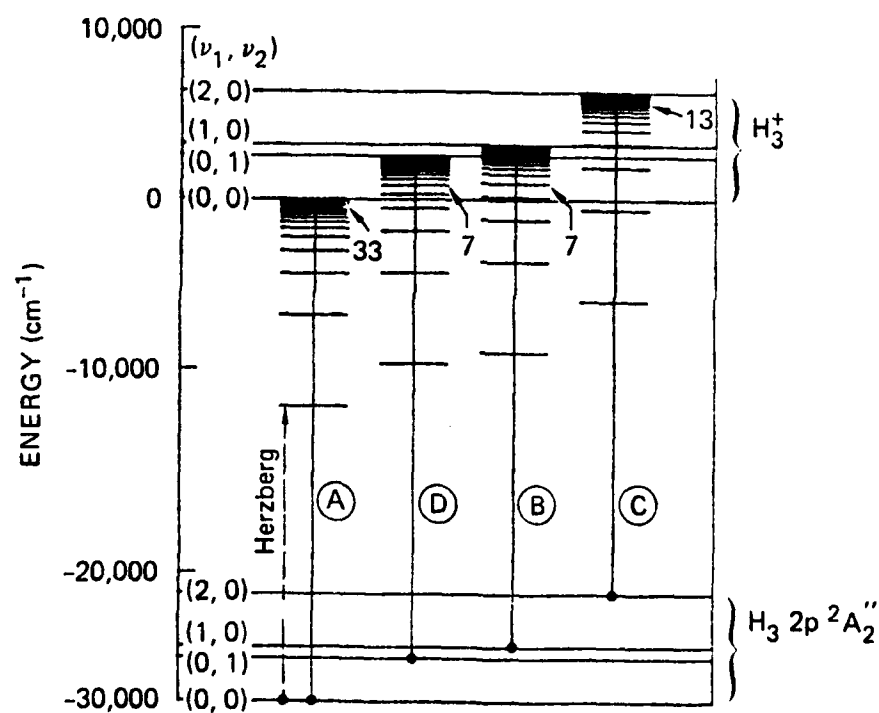 10,000
(ν₁, ν₂)
(2, 0)
(1, 0)
(0, 1)
0
(0, 0)
13
H₃⁺
33
7
7
ENERGY (cm⁻¹)
-10,000
Herzberg
A
D
B
C
-20,000
(2, 0)
(1, 0)
(0, 1)
-30,000
(0, 0)
H₃ 2p ²A₂″